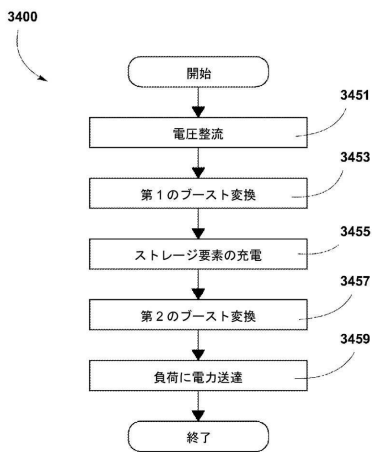 3400
開始
3451
電圧整流
3453
第1のブースト変換
3455
ストレージ要素の充電
3457
第2のブースト変換
3459
負荷に電力送達
終了